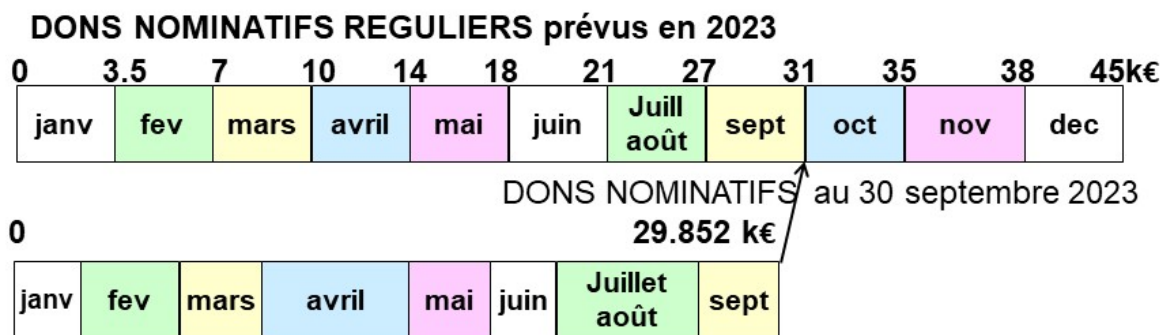 DONS NOMINATIFS REGULIERS prévus en 2023
0 3.5 7 10 14 18 21 27 31 35 38 45k€
janv fev mars avril mai juin Juill août sept oct nov dec
DONS NOMINATIFS au 30 septembre 2023
0 29.852 k€
janv fev mars avril mai juin Juillet août sept